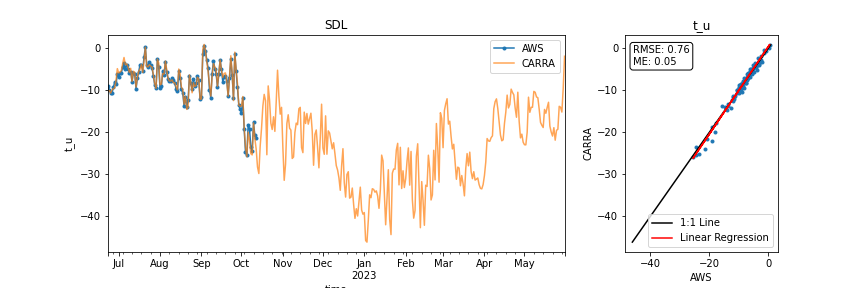 SDL
t_u
0
−10
−20
−30
−40
AWS
CARRA
Jul
Aug
Sep
Oct
Nov
Dec
Jan
2023
Feb
Mar
Apr
May
time
t_u
CARRA
0
−10
−20
−30
−40
RMSE: 0.76
ME: 0.05
1:1 Line
Linear Regression
−40
−20
0
AWS